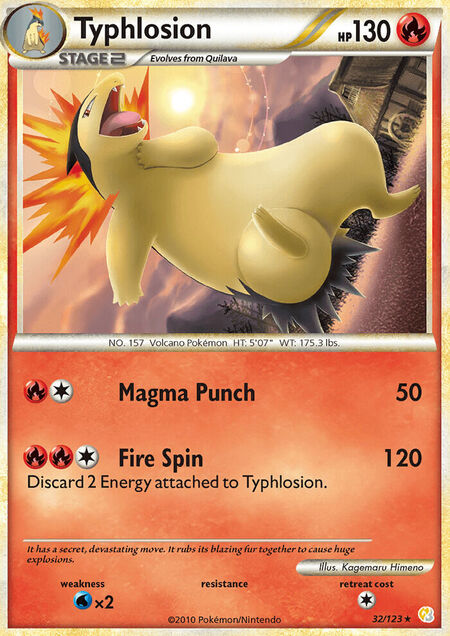 Typhlosion
HP 130
STAGE 2
Evolves from Quilava
NO. 157 Volcano Pokémon HT: 5'07" WT: 175.3 lbs.
Magma Punch 50
Fire Spin 120
Discard 2 Energy attached to Typhlosion.
It has a secret, devastating move. It rubs its blazing fur together to cause huge
explosions.
Illus. Kagemaru Himeno
weakness resistance retreat cost
×2
©2010 Pokémon/Nintendo 32/123 ★